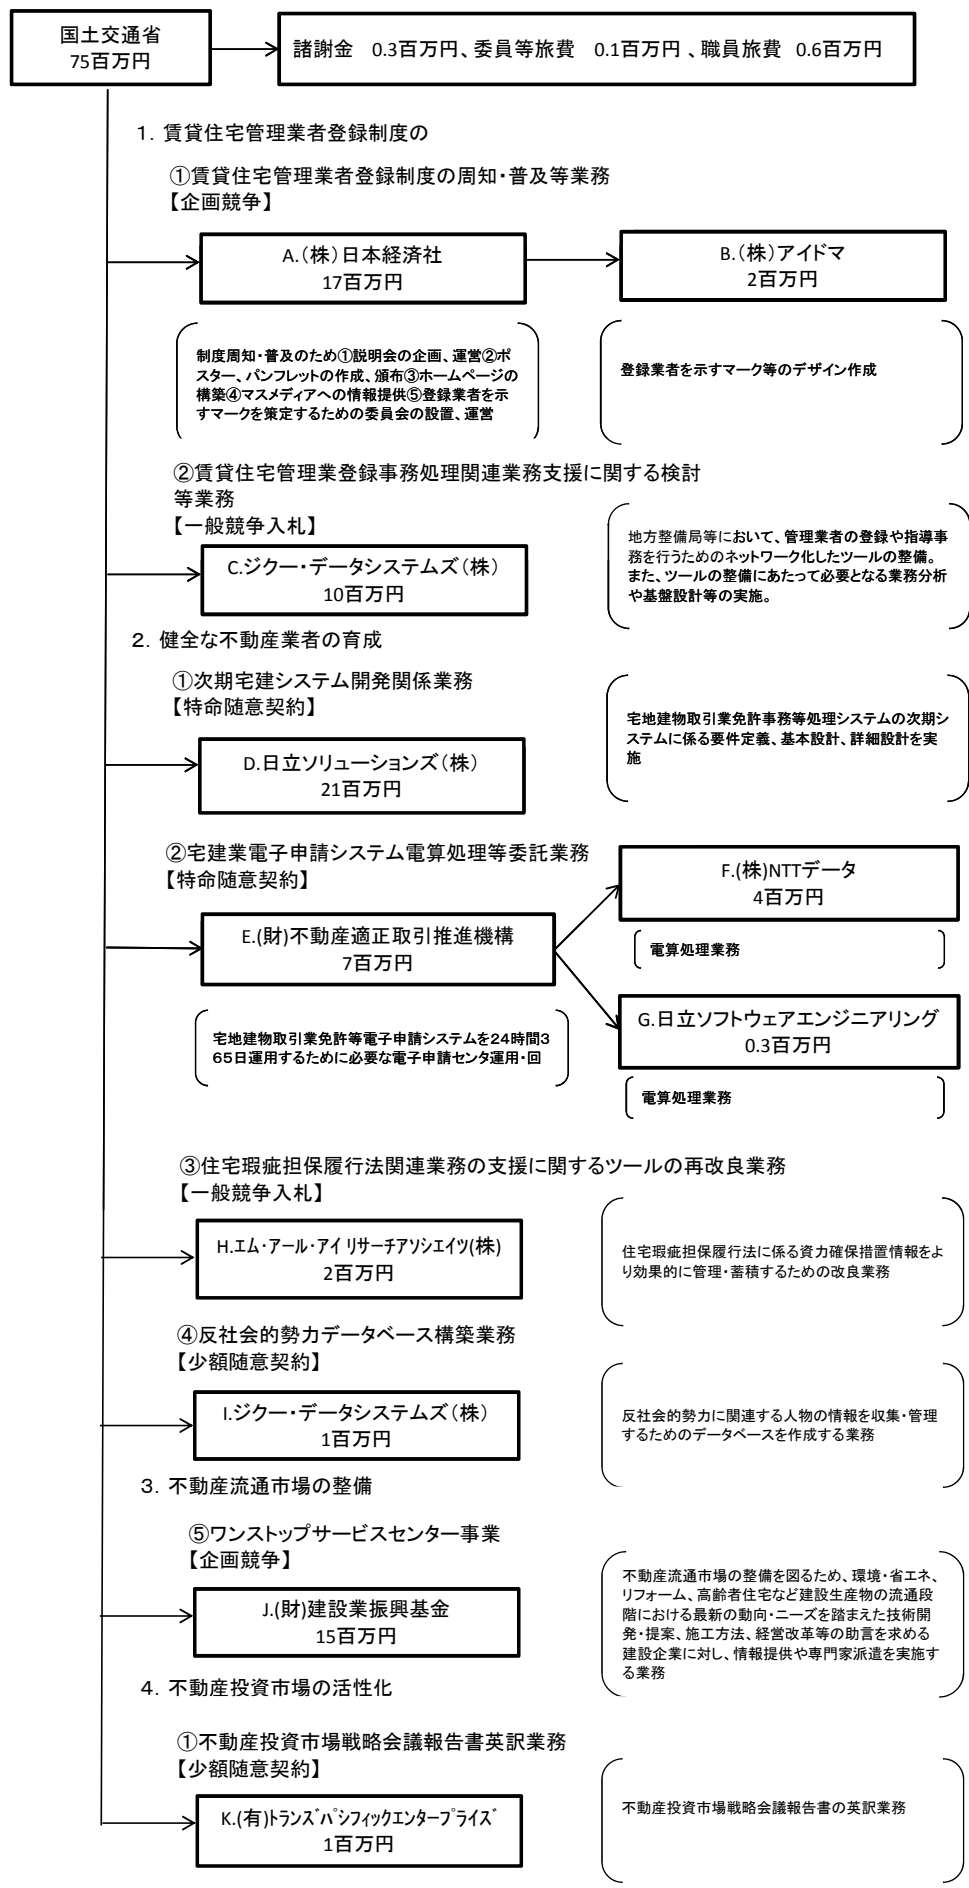 国土交通省
75百万円
諸謝金　0.3百万円、委員等旅費　0.1百万円 、職員旅費　0.6百万円
1．賃貸住宅管理業者登録制度の
①賃貸住宅管理業者登録制度の周知・普及等業務
【企画競争】
A.（株）日本経済社
17百万円
B.（株）アイドマ
2百万円
制度周知・普及のため①説明会の企画、運営②ポ
スター、パンフレットの作成、頒布③ホームページの
構築④マスメディアへの情報提供⑤登録業者を示
すマークを策定するための委員会の設置、運営
登録業者を示すマーク等のデザイン作成
②賃貸住宅管理業登録事務処理関連業務支援に関する検討
等業務
【一般競争入札】
C.ジクー・データシステムズ（株）
10百万円
地方整備局等において、管理業者の登録や指導事
務を行うためのネットワーク化したツールの整備。
また、ツールの整備にあたって必要となる業務分析
や基盤設計等の実施。
2．健全な不動産業者の育成
①次期宅建システム開発関係業務
【特命随意契約】
D.日立ソリューションズ（株）
21百万円
宅地建物取引業免許事務等処理システムの次期シ
ステムに係る要件定義、基本設計、詳細設計を実
施
②宅建業電子申請システム電算処理等委託業務
【特命随意契約】
E.(財)不動産適正取引推進機構
7百万円
F.(株)NTTデータ
4百万円
電算処理業務
G.日立ソフトウェアエンジニアリング
0.3百万円
電算処理業務
宅地建物取引業免許等電子申請システムを24時間3
65日運用するために必要な電子申請センタ運用・回
③住宅瑕疵担保履行法関連業務の支援に関するツールの再改良業務
【一般競争入札】
H.エム・アール・アイ リサーチアソシエイツ(株)
2百万円
住宅瑕疵担保履行法に係る資力確保措置情報をよ
り効果的に管理・蓄積するための改良業務
④反社会的勢力データベース構築業務
【少額随意契約】
I.ジクー・データシステムズ（株）
1百万円
反社会的勢力に関連する人物の情報を収集・管理
するためのデータベースを作成する業務
3．不動産流通市場の整備
⑤ワンストップサービスセンター事業
【企画競争】
J.(財)建設業振興基金
15百万円
不動産流通市場の整備を図るため、環境・省エネ、
リフォーム、高齢者住宅など建設生産物の流通段
階における最新の動向・ニーズを踏まえた技術開
発・提案、施工方法、経営改革等の助言を求める
建設企業に対し、情報提供や専門家派遣を実施す
る業務
4．不動産投資市場の活性化
①不動産投資市場戦略会議報告書英訳業務
【少額随意契約】
K.(有)トランズパシフィックエンタープライズ
1百万円
不動産投資市場戦略会議報告書の英訳業務